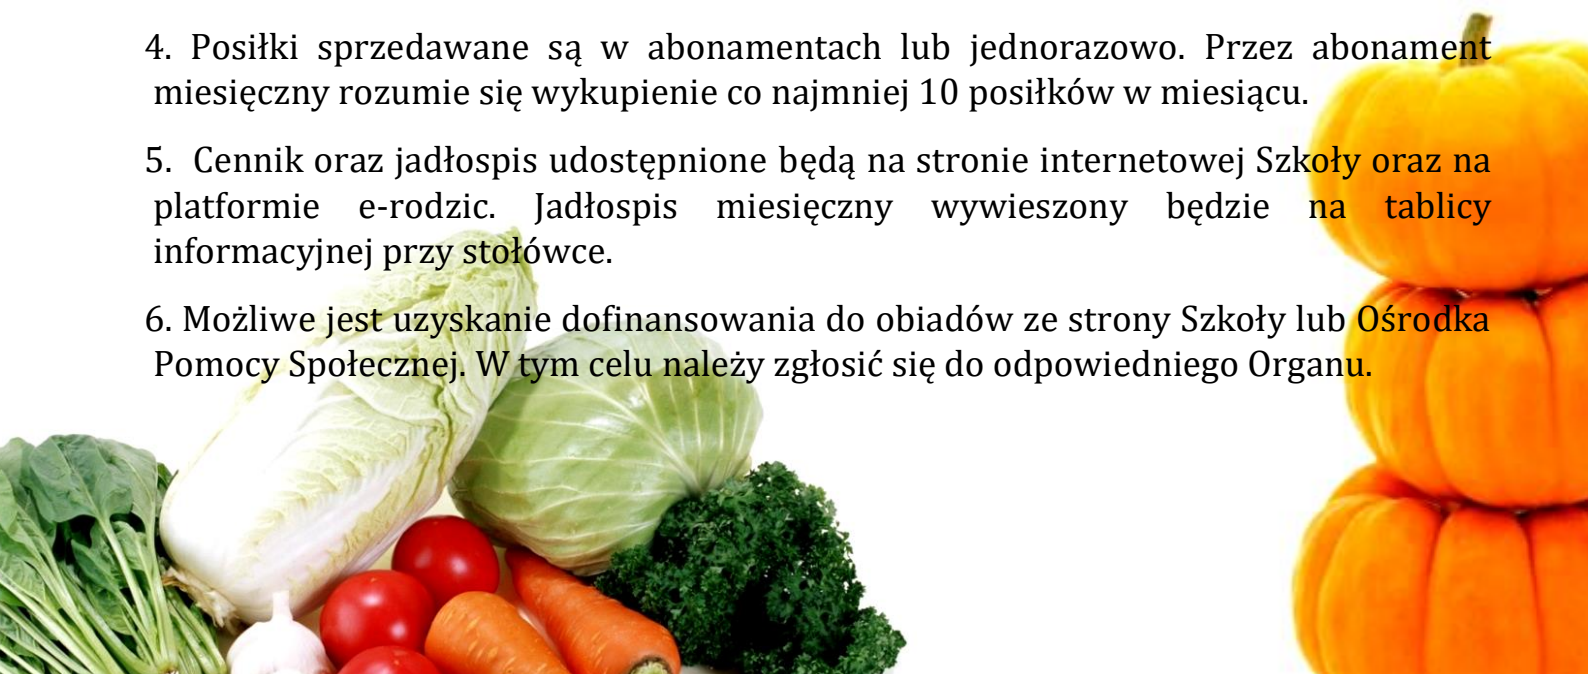 4. Posiłki sprzedawane są w abonamentach lub jednorazowo. Przez abonament
miesięczny rozumie się wykupienie co najmniej 10 posiłków w miesiącu.
5. Cennik oraz jadłospis udostępnione będą na stronie internetowej Szkoły oraz na
platformie e-rodzic. Jadłospis miesięczny wywieszony będzie na tablicy
informacyjnej przy stołówce.
6. Możliwe jest uzyskanie dofinansowania do obiadów ze strony Szkoły lub Ośrodka
Pomocy Społecznej. W tym celu należy zgłosić się do odpowiedniego Organu.